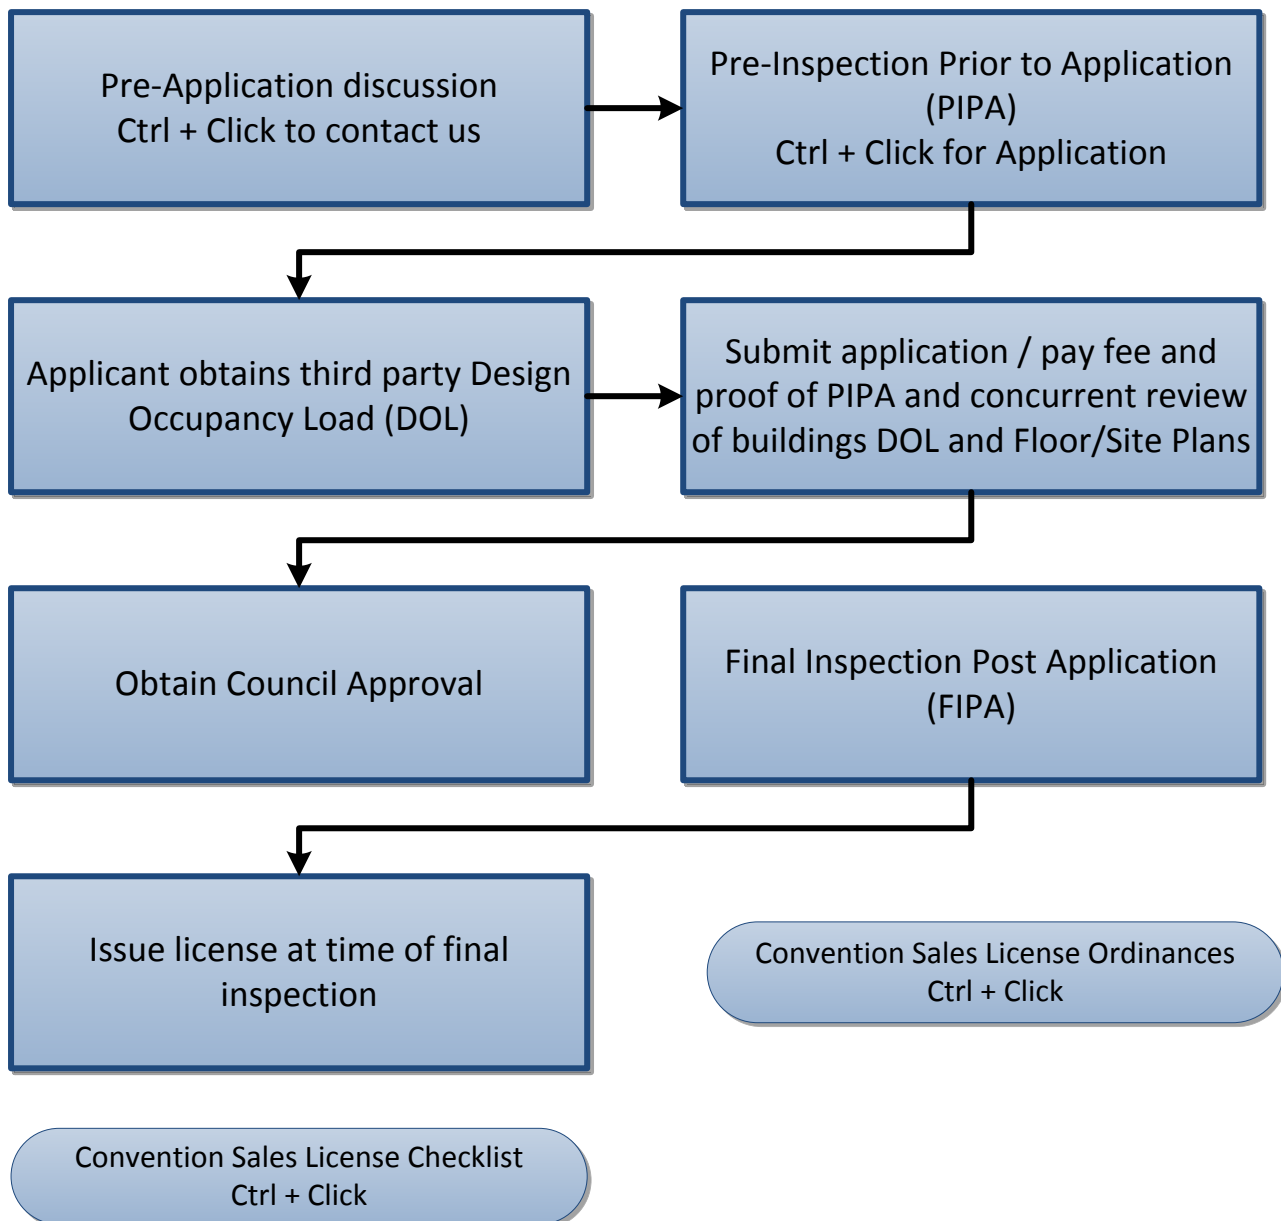 Pre-Application discussion
Ctrl + Click to contact us
Pre-Inspection Prior to Application
(PIPA)
Ctrl + Click for Application
Applicant obtains third party Design
Occupancy Load (DOL)
Submit application / pay fee and
proof of PIPA and concurrent review
of buildings DOL and Floor/Site Plans
Obtain Council Approval
Final Inspection Post Application
(FIPA)
Issue license at time of final
inspection
Convention Sales License Ordinances
Ctrl + Click
Convention Sales License Checklist
Ctrl + Click